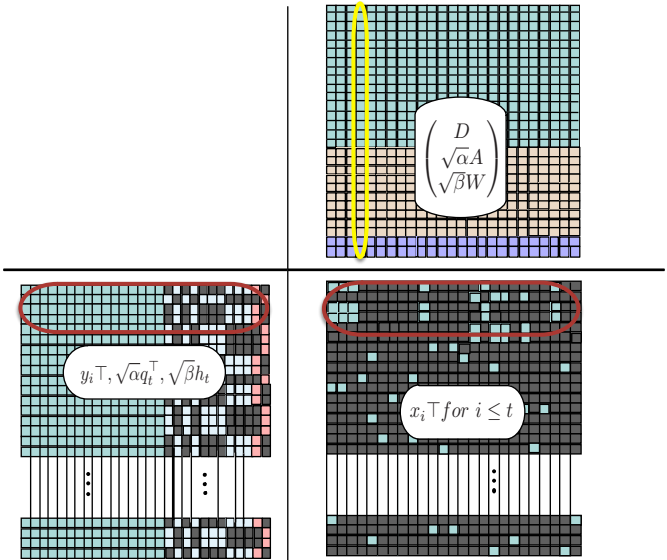 D
√αA
√βW
y_i⊤, √αq_t^⊤, √βh_t
x_i⊤for i ≤ t